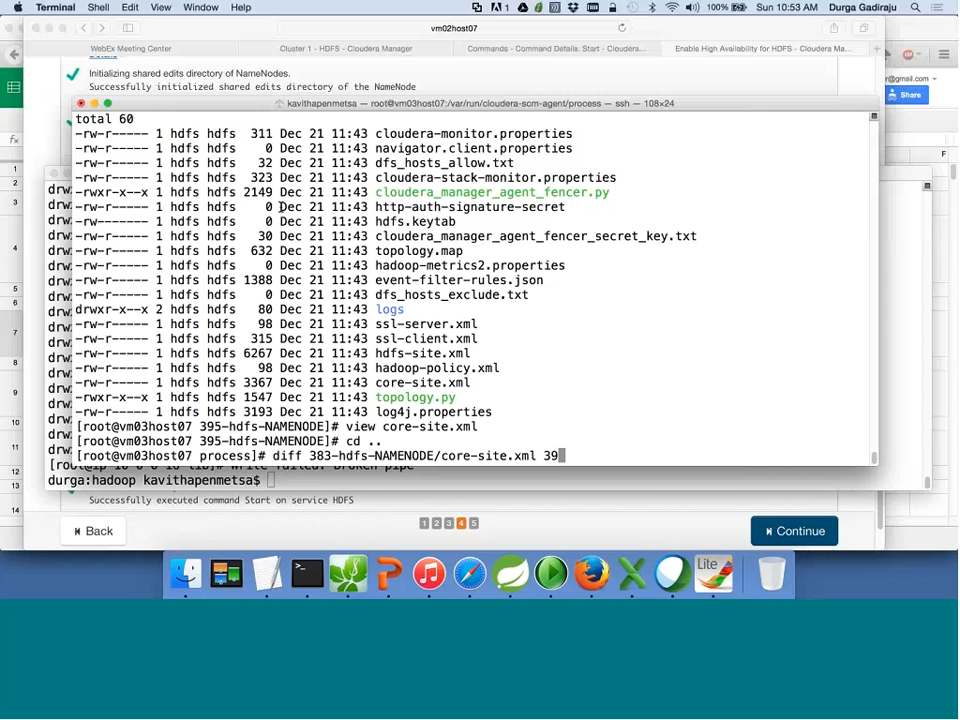 Terminal Shell Edit View Window Help
1 100% Sun 10:53 AM Durga Gadiraju
vm02host07
WebEx Meeting Center
Cluster 1 - HDFS - Cloudera Manager
Commands - Command Details: Start - Cloudera...
Enable High Availability for HDFS - Cloudera Ma...
Initializing shared edits directory of NameNodes.
Successfully initialized shared edits directory of the NameNode
@gmail.com
Share
kavithapenmetsa — root@vm03host07:/var/run/cloudera-scm-agent/process — ssh — 108×24
total 60
-rw-r----- 1 hdfs hdfs 311 Dec 21 11:43 cloudera-monitor.properties
-rw-r----- 1 hdfs hdfs 0 Dec 21 11:43 navigator.client.properties
-rw-r----- 1 hdfs hdfs 32 Dec 21 11:43 dfs_hosts_allow.txt
-rw-r----- 1 hdfs hdfs 323 Dec 21 11:43 cloudera-stack-monitor.properties
-rwxr-x--x 1 hdfs hdfs 2149 Dec 21 11:43 cloudera_manager_agent_fencer.py
-rw-r----- 1 hdfs hdfs 0 Dec 21 11:43 http-auth-signature-secret
-rw-r----- 1 hdfs hdfs 0 Dec 21 11:43 hdfs.keytab
-rw-r----- 1 hdfs hdfs 30 Dec 21 11:43 cloudera_manager_agent_fencer_secret_key.txt
-rw-r----- 1 hdfs hdfs 632 Dec 21 11:43 topology.map
-rw-r----- 1 hdfs hdfs 0 Dec 21 11:43 hadoop-metrics2.properties
-rw-r----- 1 hdfs hdfs 1388 Dec 21 11:43 event-filter-rules.json
-rw-r----- 1 hdfs hdfs 0 Dec 21 11:43 dfs_hosts_exclude.txt
drwxr-x--x 2 hdfs hdfs 80 Dec 21 11:43 logs
-rw-r----- 1 hdfs hdfs 98 Dec 21 11:43 ssl-server.xml
-rw-r----- 1 hdfs hdfs 315 Dec 21 11:43 ssl-client.xml
-rw-r----- 1 hdfs hdfs 6267 Dec 21 11:43 hdfs-site.xml
-rw-r----- 1 hdfs hdfs 98 Dec 21 11:43 hadoop-policy.xml
-rw-r----- 1 hdfs hdfs 3367 Dec 21 11:43 core-site.xml
-rwxr-x--x 1 hdfs hdfs 1547 Dec 21 11:43 topology.py
-rw-r----- 1 hdfs hdfs 3193 Dec 21 11:43 log4j.properties
[root@vm03host07 395-hdfs-NAMENODE]# view core-site.xml
[root@vm03host07 395-hdfs-NAMENODE]# cd ..
[root@vm03host07 process]# diff 383-hdfs-NAMENODE/core-site.xml 39
durga:hadoop kavithapenmetsa$
Successfully executed command Start on service HDFS
Back
1 2 3 4 5
Continue
Lite